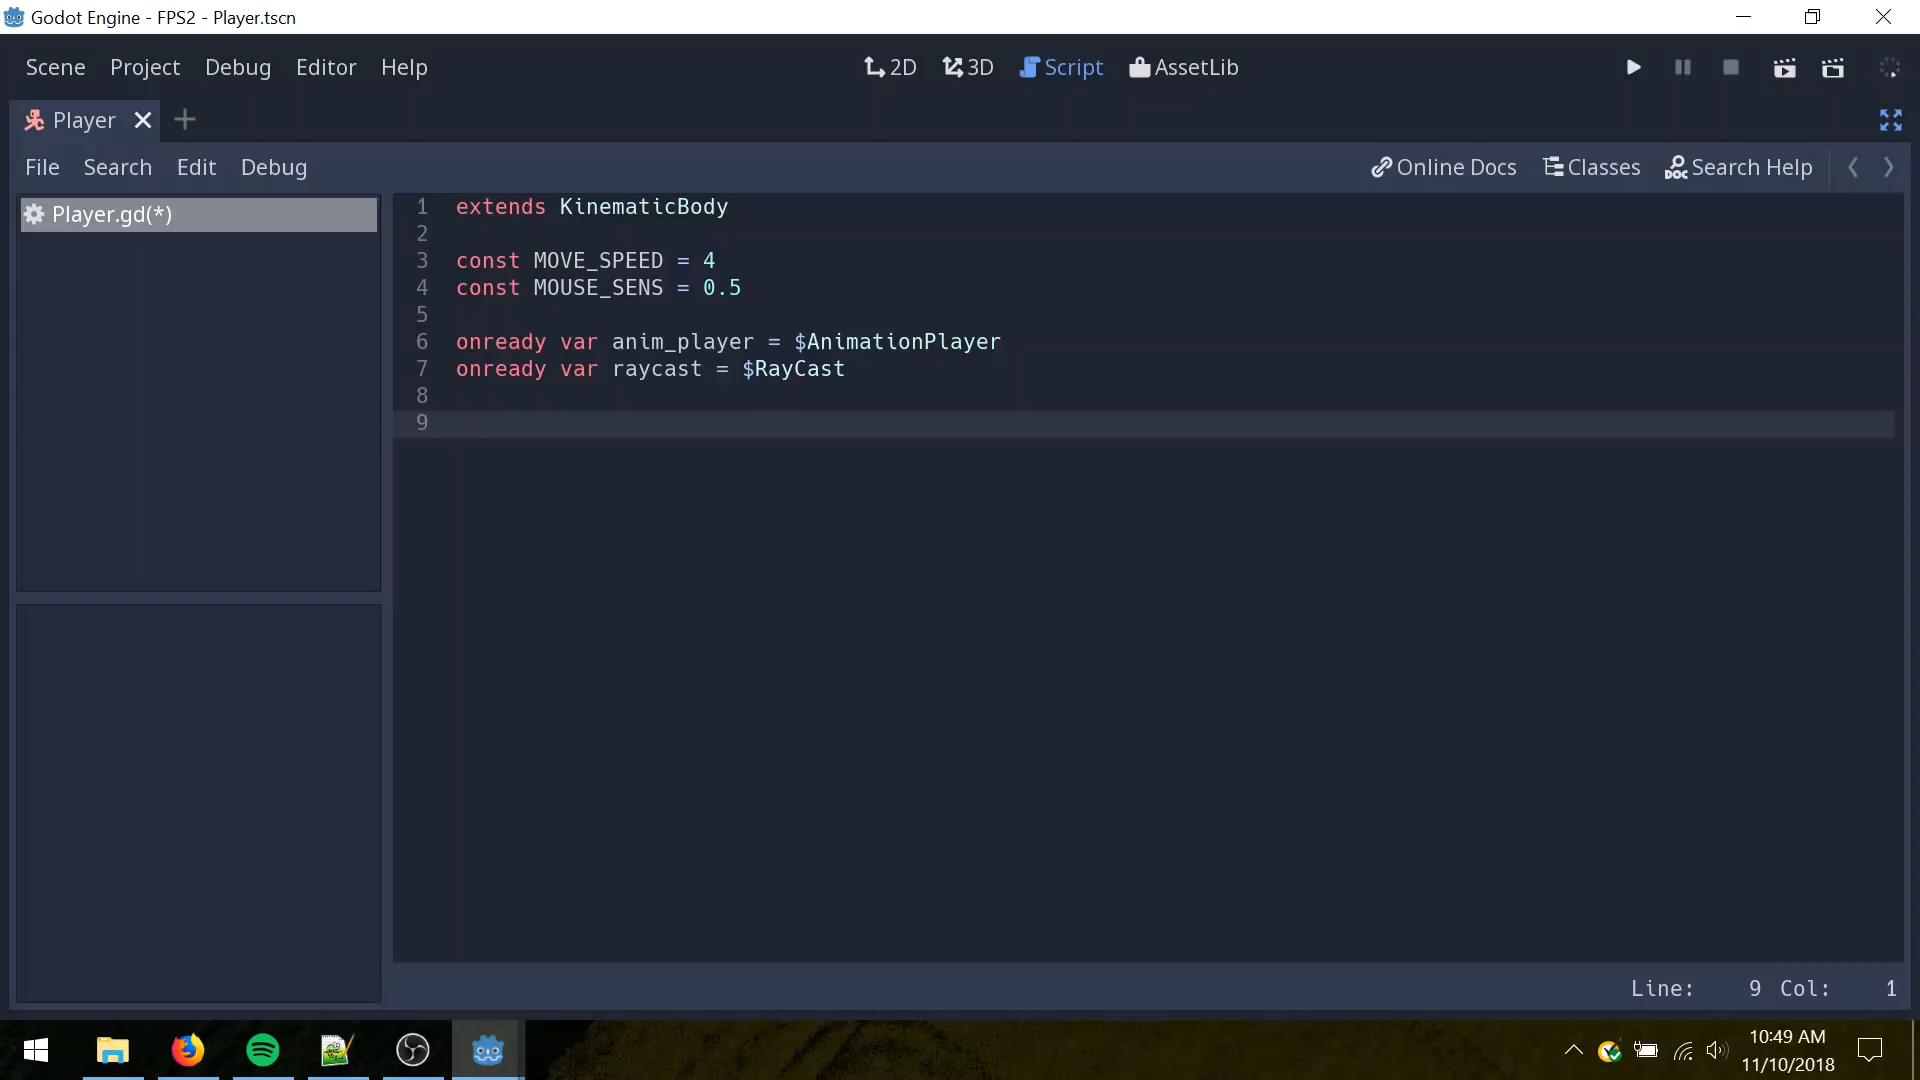 Godot Engine - FPS2 - Player.tscn
Scene Project Debug Editor Help 2D 3D Script AssetLib
Player
File Search Edit Debug Online Docs Classes DOC Search Help
Player.gd(*)
1 extends KinematicBody
2
3 const MOVE_SPEED = 4
4 const MOUSE_SENS = 0.5
5
6 onready var anim_player = $AnimationPlayer
7 onready var raycast = $RayCast
8
9
Line: 9 Col: 1
10:49 AM
11/10/2018